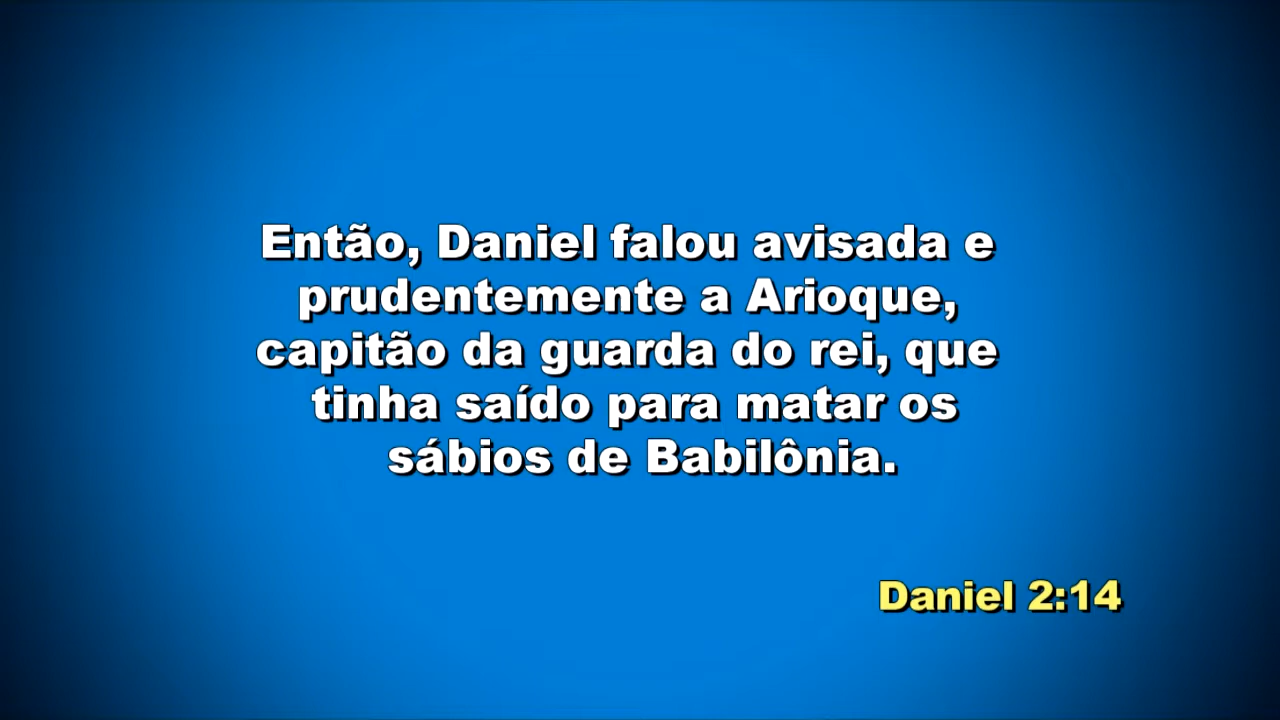 Então, Daniel falou avisada e
prudentemente a Arioque,
capitão da guarda do rei, que
tinha saído para matar os
sábios de Babilônia.
Daniel 2:14